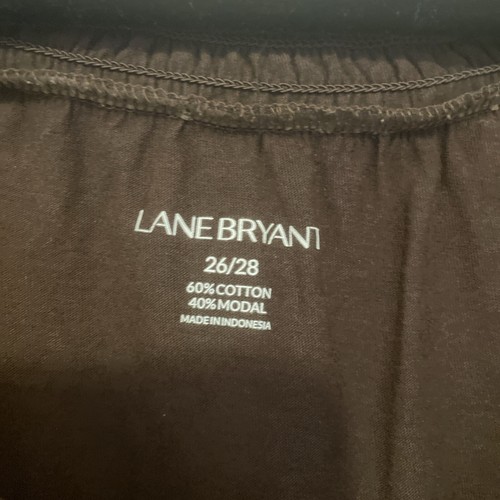 LANE BRYANT
26/28
60% COTTON
40% MODAL
MADE IN INDONESIA